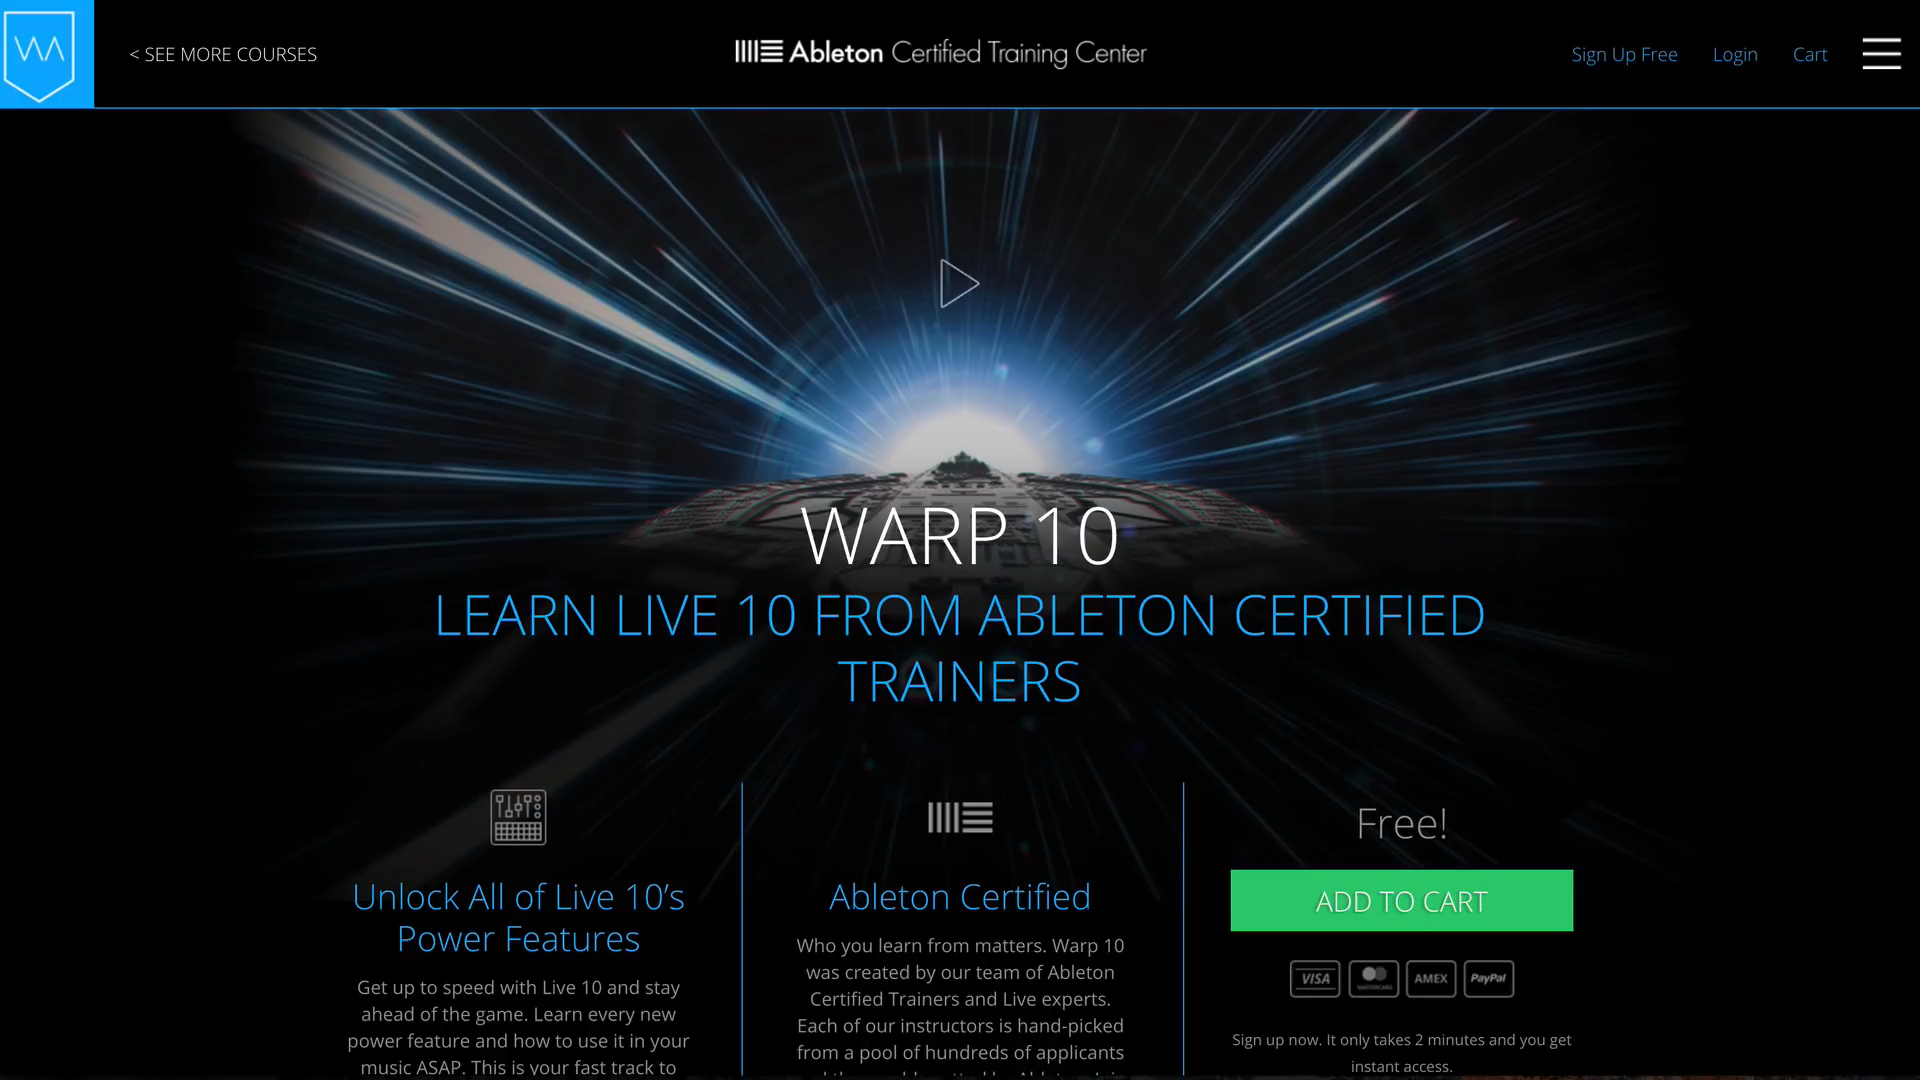 WA
< SEE MORE COURSES
Ableton Certified Training Center
Sign Up Free
Login
Cart
WARP 10
LEARN LIVE 10 FROM ABLETON CERTIFIED
TRAINERS
Unlock All of Live 10’s
Power Features
Get up to speed with Live 10 and stay
ahead of the game. Learn every new
power feature and how to use it in your
music ASAP. This is your fast track to
Ableton Certified
Who you learn from matters. Warp 10
was created by our team of Ableton
Certified Trainers and Live experts.
Each of our instructors is hand-picked
from a pool of hundreds of applicants
Free!
ADD TO CART
VISA
MASTERCARD
AMEX
PayPal
Sign up now. It only takes 2 minutes and you get
instant access.